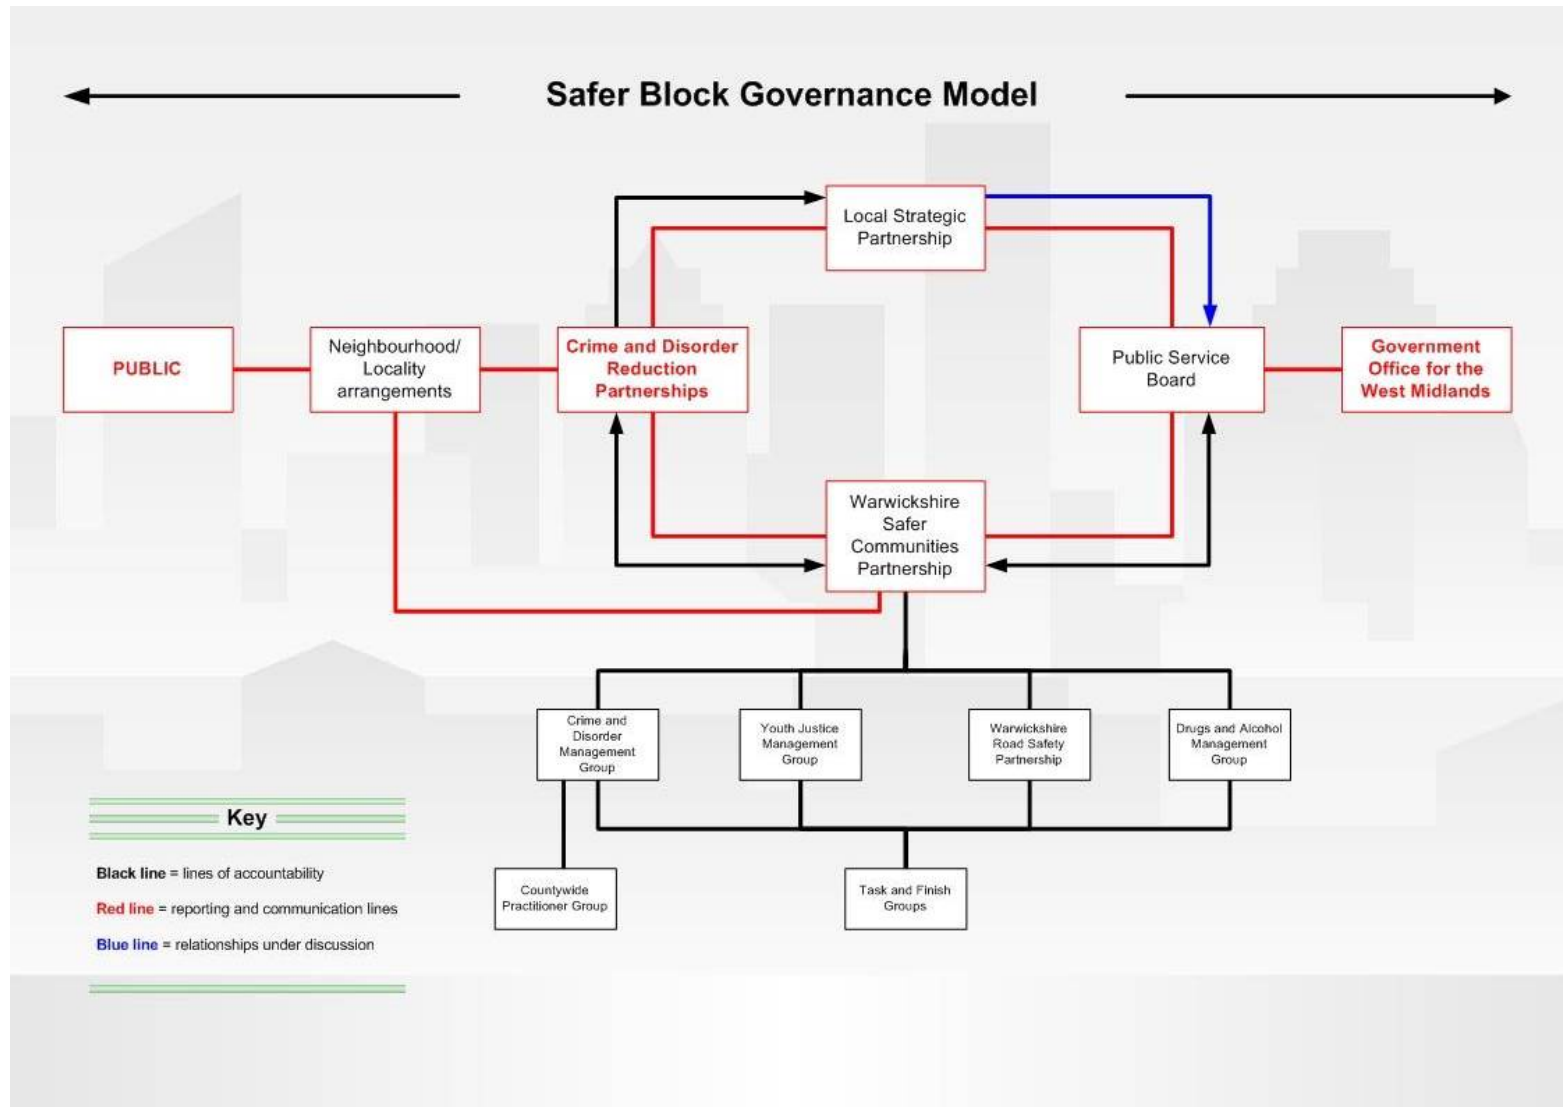 Safer Block Governance Model
Local Strategic
Partnership
PUBLIC
Neighbourhood/
Locality
arrangements
Crime and Disorder
Reduction
Partnerships
Public Service
Board
Government
Office for the
West Midlands
Warwickshire
Safer
Communities
Partnership
Crime and
Disorder
Management
Group
Youth Justice
Management
Group
Warwickshire
Road Safety
Partnership
Drugs and Alcohol
Management
Group
Countywide
Practitioner Group
Task and Finish
Groups
Key
Black line = lines of accountability
Red line = reporting and communication lines
Blue line = relationships under discussion